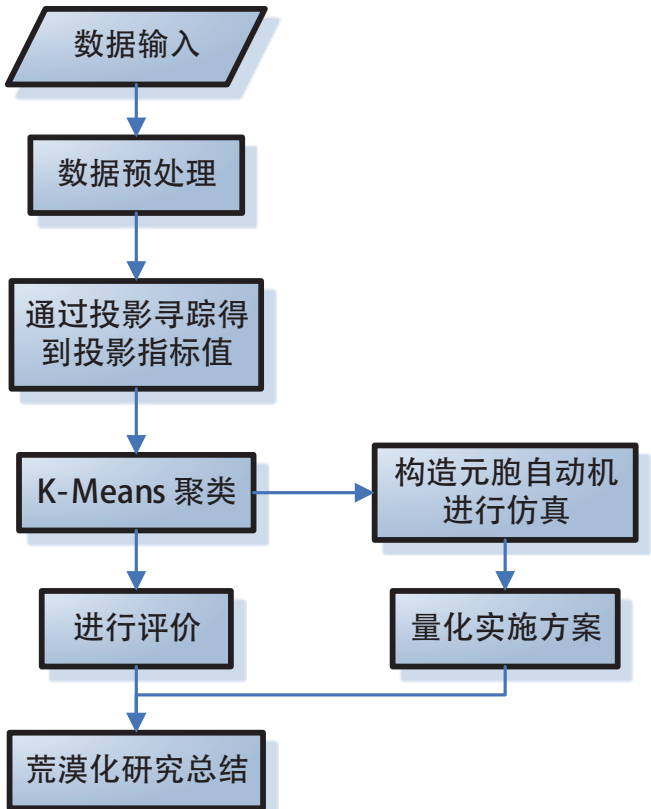 数据输入
数据预处理
通过投影寻踪得
到投影指标值
K-Means 聚类
构造元胞自动机
进行仿真
进行评价
量化实施方案
荒漠化研究总结